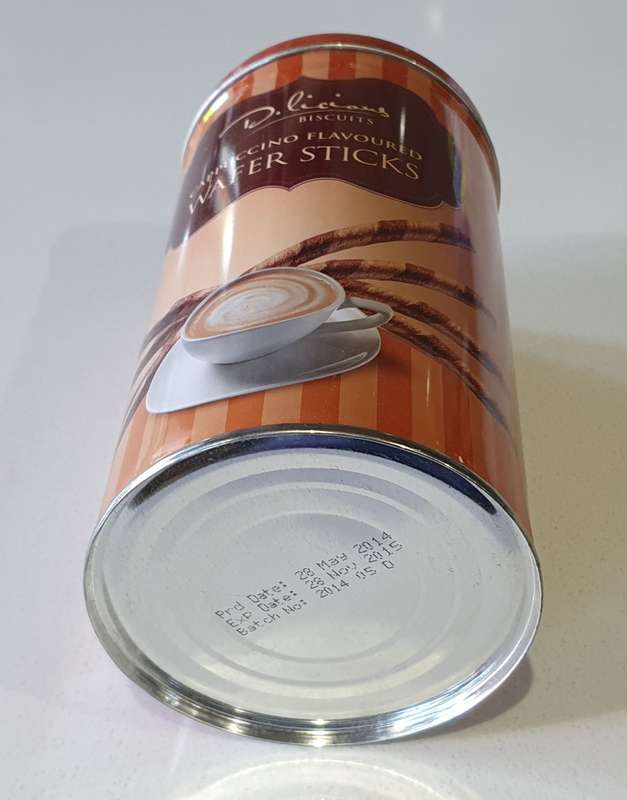 D.licious
BISCUITS
CAPPUCCINO FLAVOURED
WAFER STICKS
Prd Date: 28 May 2014
Exp Date: 28 Nov 2015
Batch No: 2014 05 D